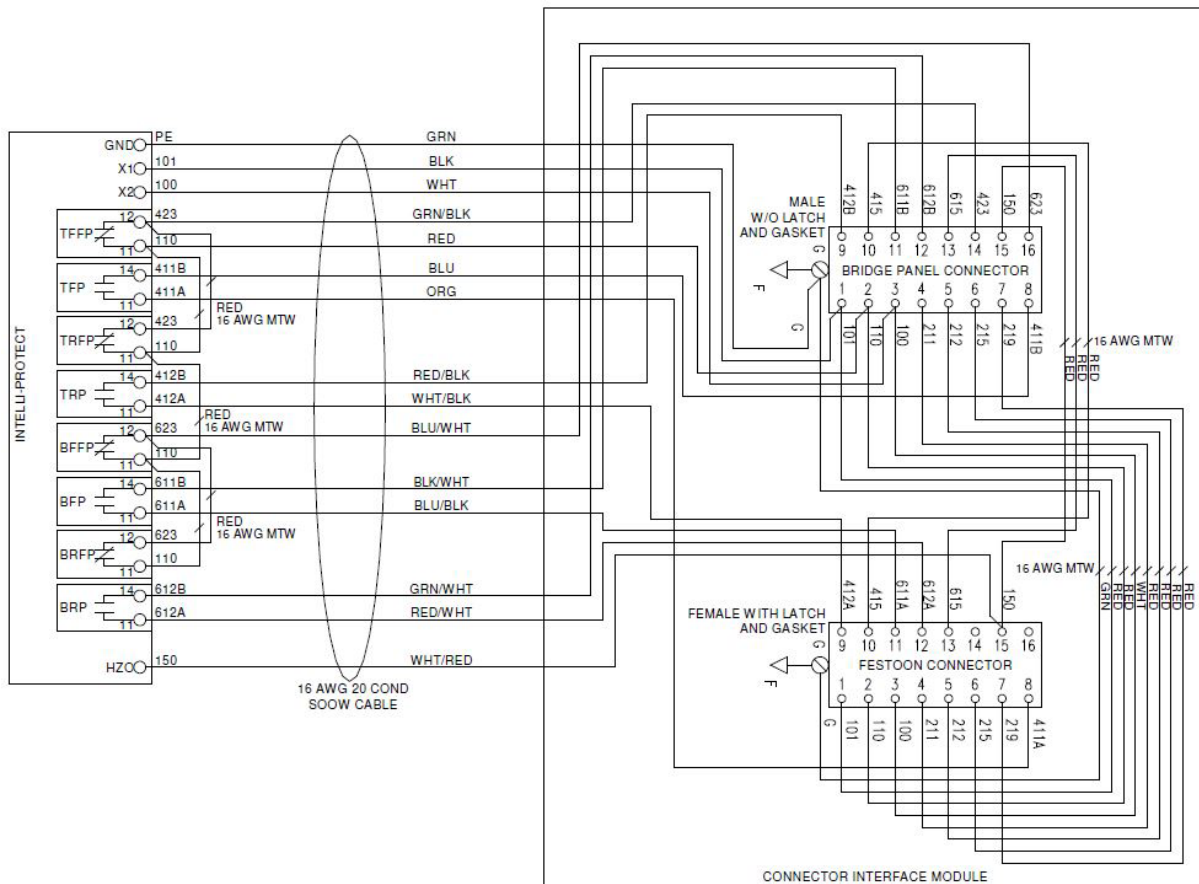 INTELLI-PROTECT
GND PE GRN
X1 101 BLK
X2 100 WHT
TFFP 12 423 GRN/BLK
11 110 RED
TFP 14 411B BLU
11 411A ORG
RED
16 AWG MTW
TRFP 12 423
11 110
TRP 14 412B RED/BLK
11 412A WHT/BLK
RED
16 AWG MTW
BFFP 12 623 BLU/WHT
11 110
BFP 14 611B BLK/WHT
11 611A BLU/BLK
RED
16 AWG MTW
BRFP 12 623
11 110
BRP 14 612B GRN/WHT
11 612A RED/WHT
HZO 150 WHT/RED
16 AWG 20 COND
SOOW CABLE
MALE
W/O LATCH
AND GASKET
412B 415 611B 612B 615 423 150 623
G 9 10 11 12 13 14 15 16
BRIDGE PANEL CONNECTOR
F
1 2 3 4 5 6 7 8
G 101 110 100 211 212 215 219 411B
16 AWG MTW
RED RED RED
16 AWG MTW
GRN RED RED RED WHT RED RED RED
FEMALE WITH LATCH
AND GASKET
412A 415 611A 612A 615 150
G 9 10 11 12 13 14 15 16
FESTOON CONNECTOR
F
1 2 3 4 5 6 7 8
G 101 110 100 211 212 215 219 411A
CONNECTOR INTERFACE MODULE